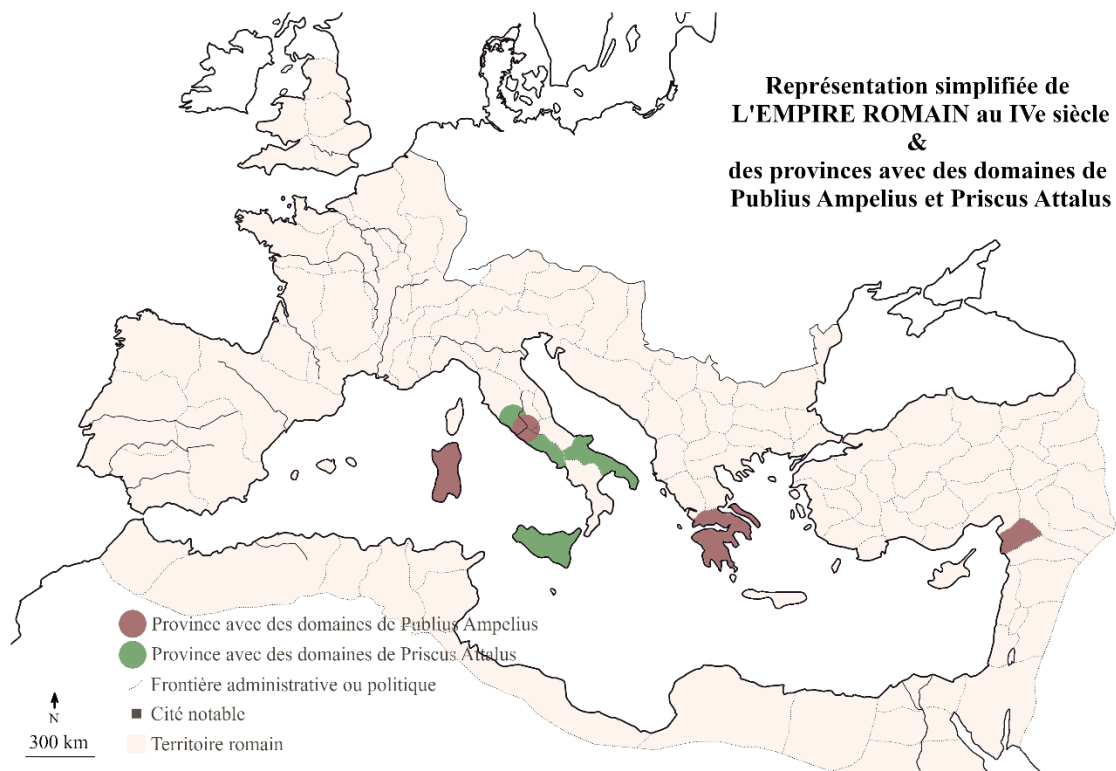 Représentation simplifiée de
L'EMPIRE ROMAIN au IVe siècle
&
des provinces avec des domaines de
Publius Ampelius et Priscus Attalus
Province avec des domaines de Publius Ampelius
Province avec des domaines de Priscus Attalus
Frontière administrative ou politique
Cité notable
Territoire romain
N
300 km